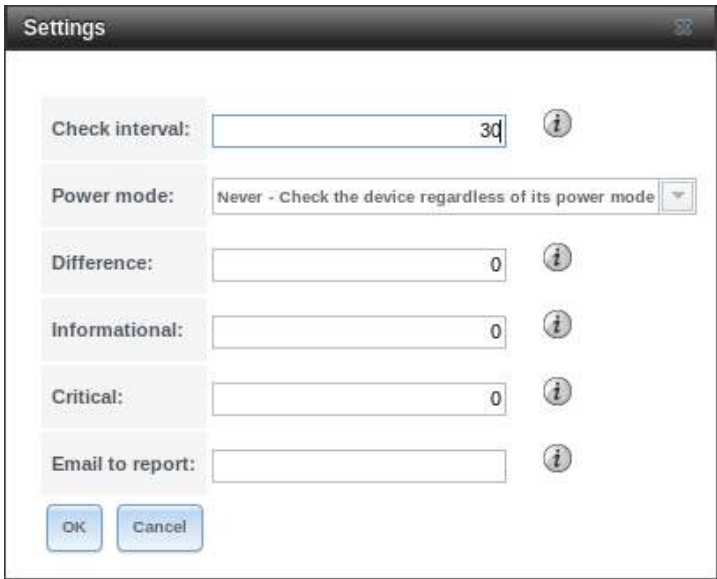 Settings
Check interval: 30
Power mode: Never - Check the device regardless of its power mode
Difference: 0
Informational: 0
Critical: 0
Email to report:
OK Cancel